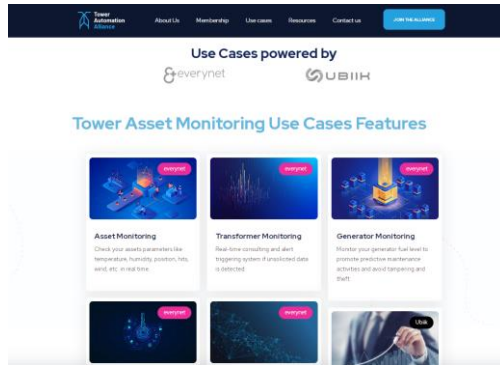 Tower
Automation
Alliance
About Us
Membership
Use cases
Resources
Contact us
JOIN THE ALLIANCE
Use Cases powered by
everynet
UBIIK
Tower Asset Monitoring Use Cases Features
everynet
everynet
everynet
Asset Monitoring
Check your assets parameters like
temperature, humidity, position, hits,
wind, etc. in real time.
Transformer Monitoring
Real-time consulting and alert
triggering system if unsolicited data
is detected.
Generator Monitoring
Monitor your generator fuel level to
promote predictive maintenance
activities and avoid tampering and
theft.
everynet
everynet
Ubiik